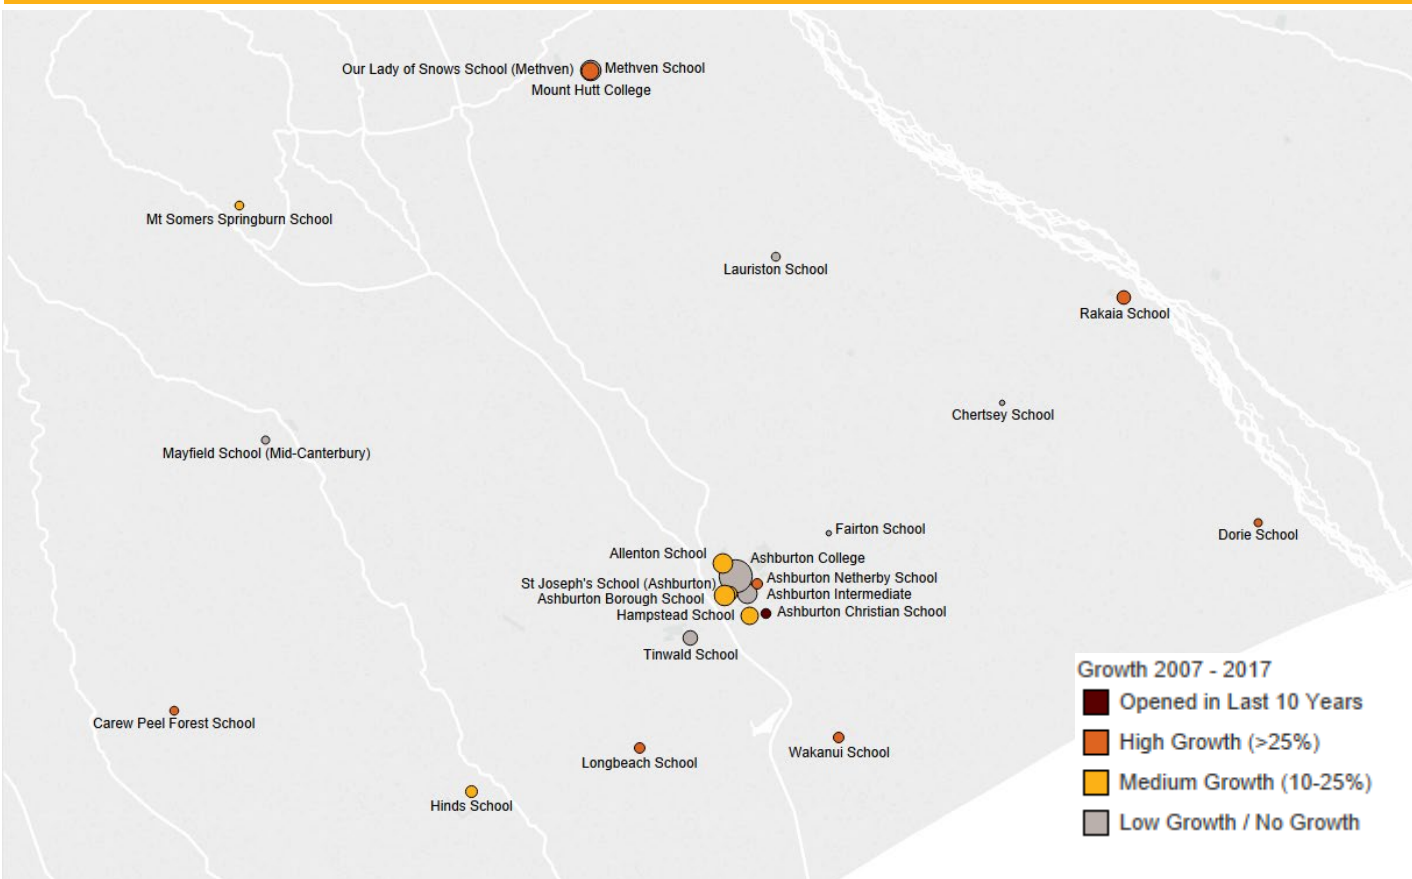 Our Lady of Snows School (Methven)
Methven School
Mount Hutt College
Mt Somers Springburn School
Lauriston School
Rakaia School
Chertsey School
Mayfield School (Mid-Canterbury)
Fairton School
Dorie School
Allenton School
Ashburton College
Ashburton Netherby School
St Joseph's School (Ashburton)
Ashburton Intermediate
Ashburton Borough School
Ashburton Christian School
Hampstead School
Tinwald School
Carew Peel Forest School
Longbeach School
Wakanui School
Hinds School
Growth 2007 - 2017
Opened in Last 10 Years
High Growth (>25%)
Medium Growth (10-25%)
Low Growth / No Growth